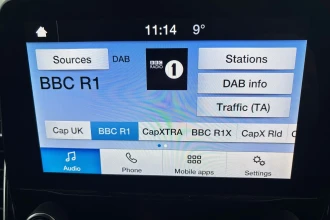 11:14 9°
Sources DAB
BBC
RADIO
1
Stations
BBC R1
DAB info
Traffic (TA)
Cap UK BBC R1 CapXTRA BBC R1X CapX Rld C
Audio Phone Mobile apps Settings